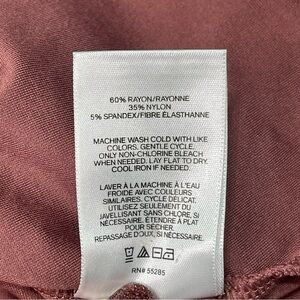 60% RAYON/RAYONNE
35% NYLON
5% SPANDEX/FIBRE ÉLASTHANNE
MACHINE WASH COLD WITH LIKE
COLORS. GENTLE CYCLE.
ONLY NON-CHLORINE BLEACH
WHEN NEEDED. LAY FLAT TO DRY.
COOL IRON IF NEEDED.
LAVER À LA MACHINE À L'EAU
FROIDE AVEC COULEURS
SIMILAIRES. CYCLE DÉLICAT.
UTILISEZ SEULEMENT DU
JAVELLISANT SANS CHLORE, SI
NÉCESSAIRE. ÉTENDRE À PLAT
POUR SÉCHER.
REPASSAGE DOUX, SI NÉCESSAIRE.
RN# 55285